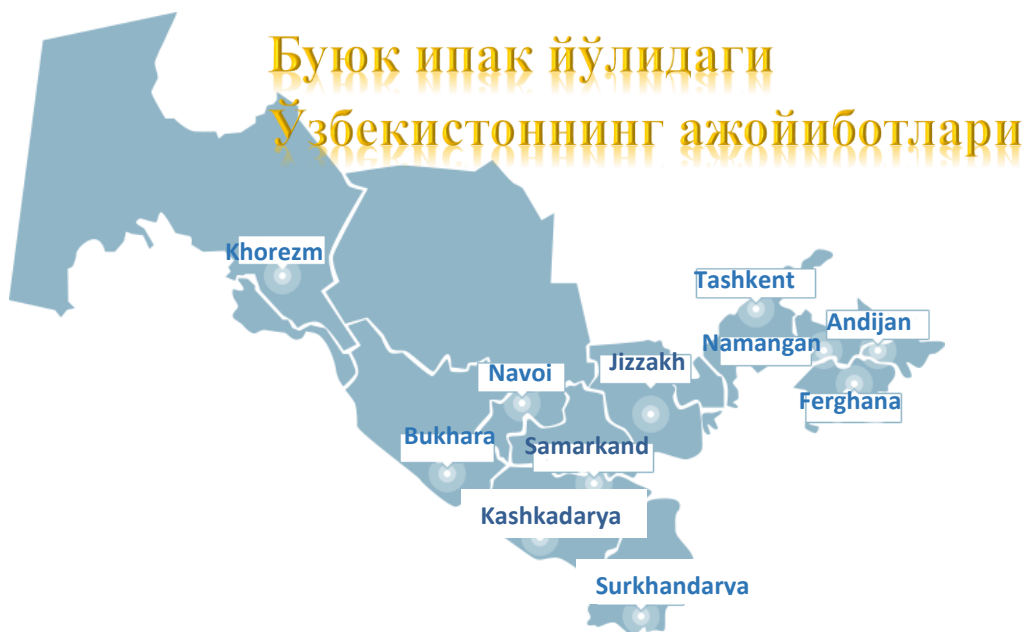 Буюк ипак йўлидаги
Ўзбекистоннинг ажойиботлари
Khorezm
Tashkent
Andijan
Namangan
Jizzakh
Navoi
Ferghana
Bukhara
Samarkand
Kashkadarya
Surkhandarya